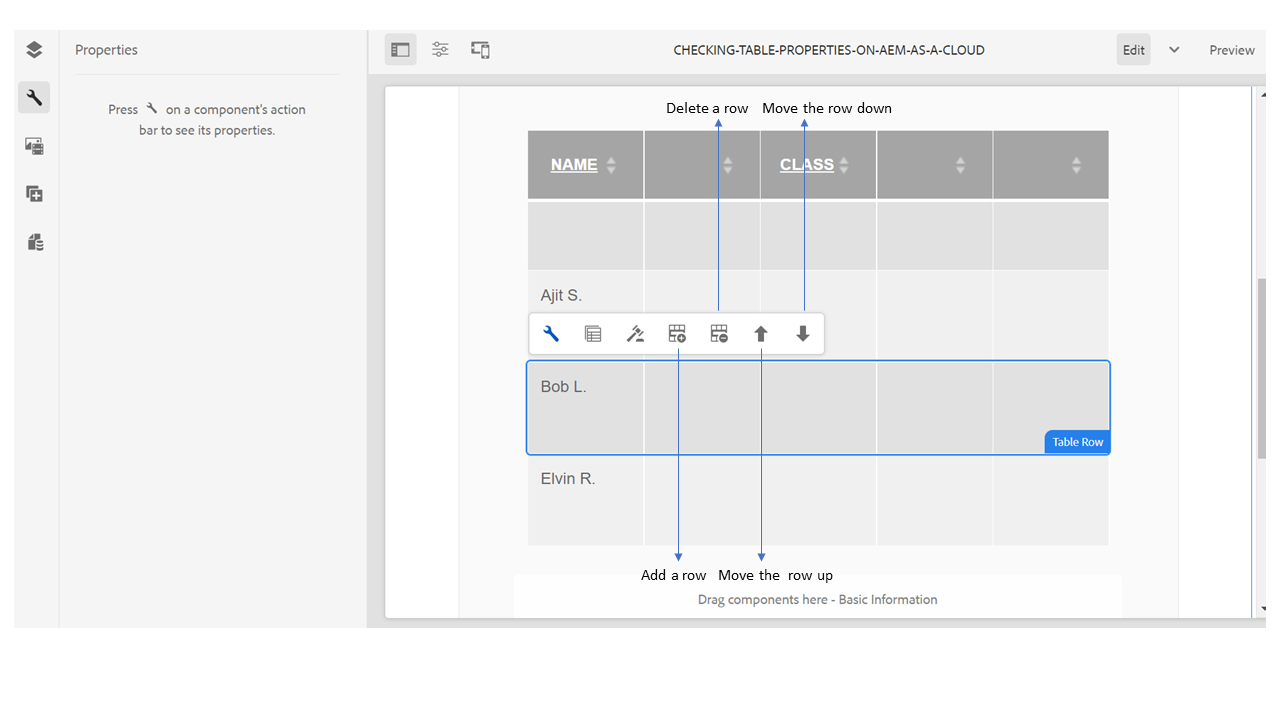 Properties
CHECKING-TABLE-PROPERTIES-ON-AEM-AS-A-CLOUD
Edit
Preview
Press on a component's action
bar to see its properties.
Delete a row
Move the row down
NAME
CLASS
Ajit S.
Bob L.
Table Row
Elvin R.
Add a row
Move the row up
Drag components here - Basic Information